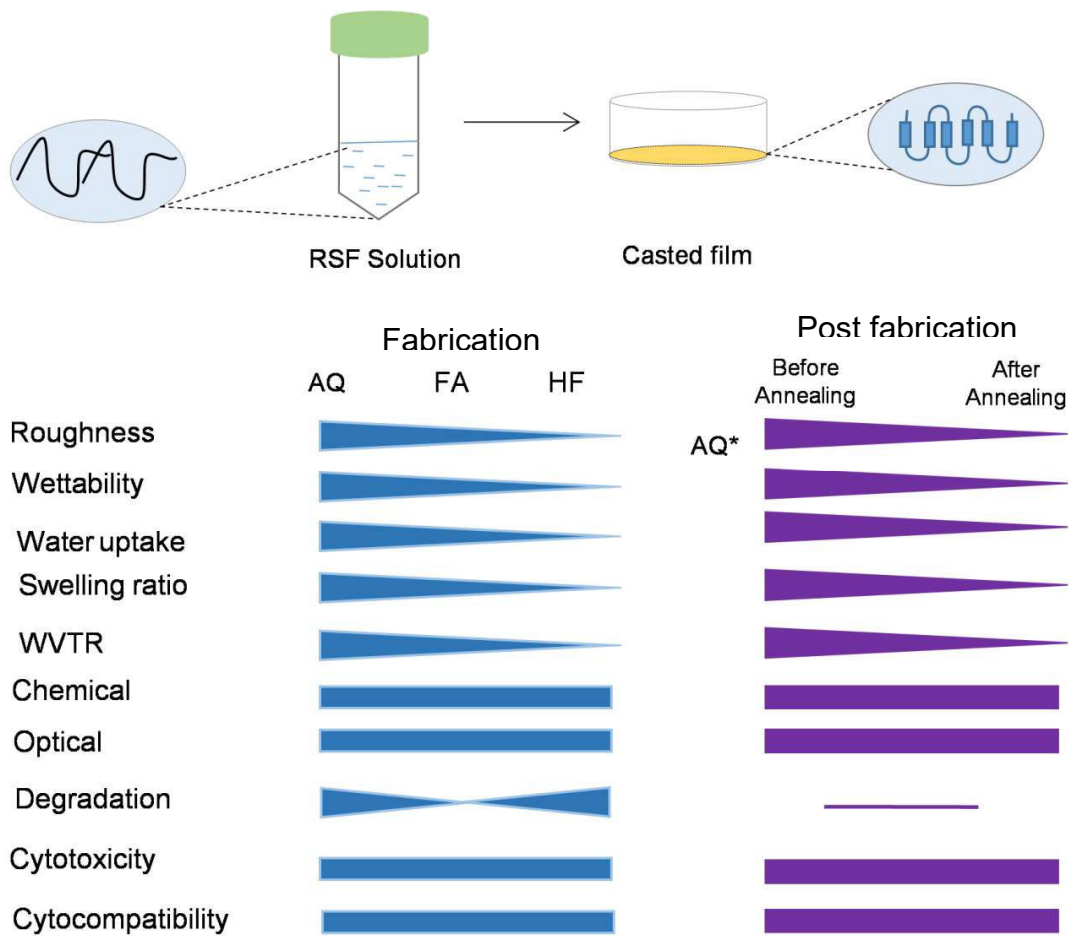 RSF Solution
Casted film
Fabrication
Post fabrication
AQ FA HF
Before
Annealing
After
Annealing
Roughness
AQ*
Wettability
Water uptake
Swelling ratio
WVTR
Chemical
Optical
Degradation
Cytotoxicity
Cytocompatibility